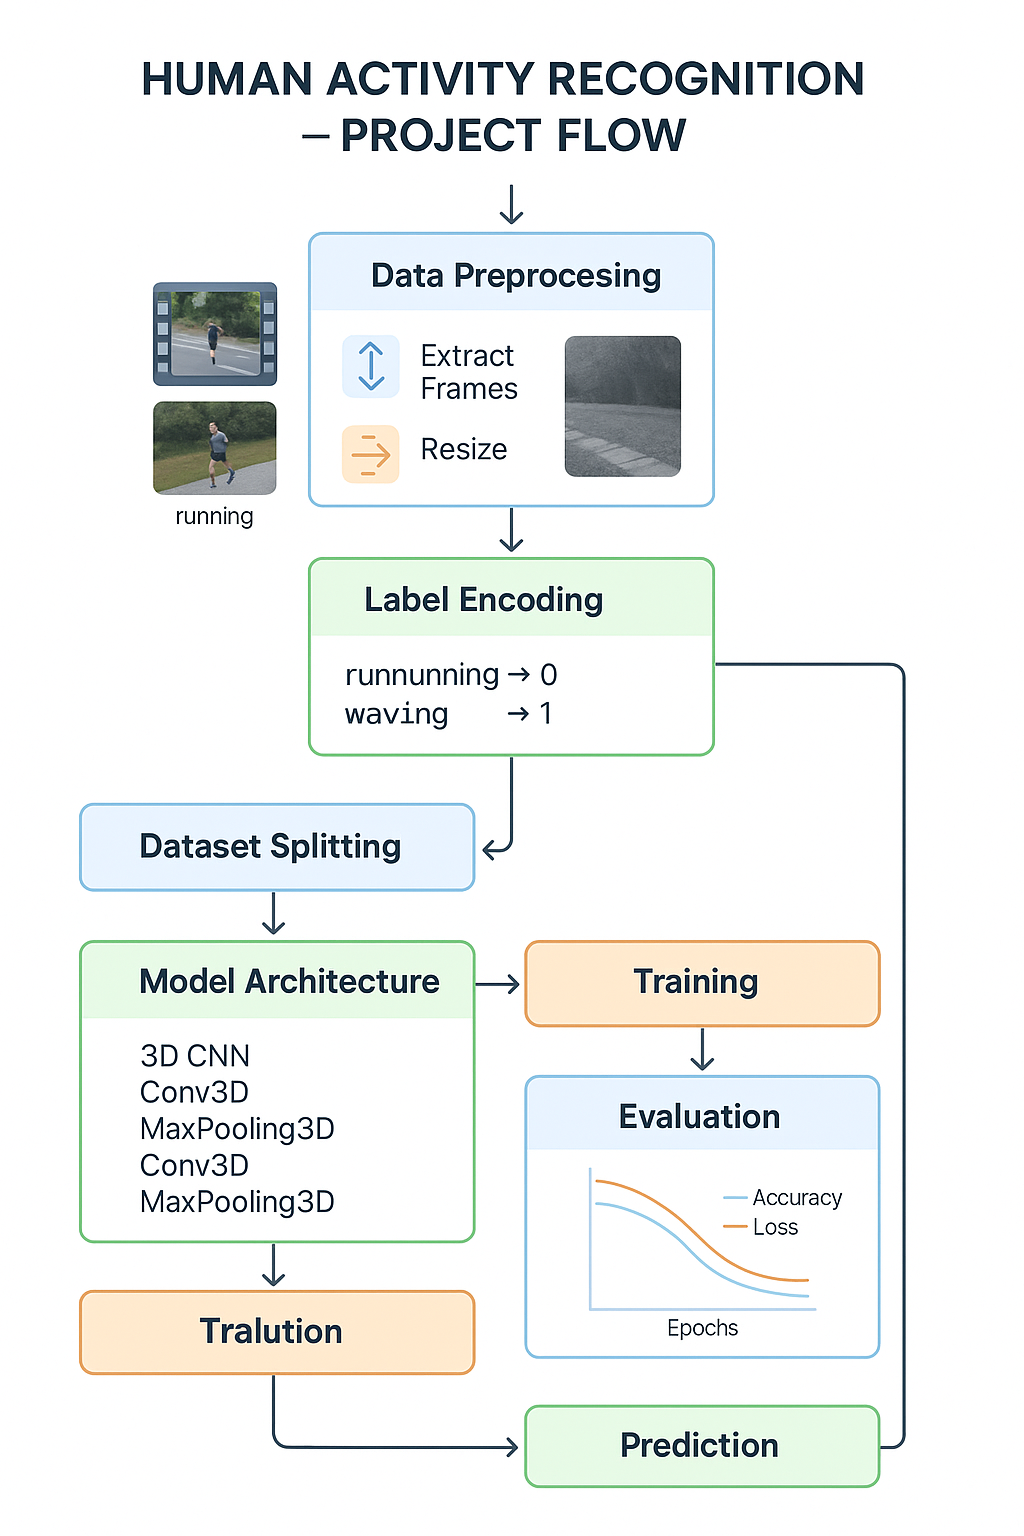 HUMAN ACTIVITY RECOGNITION
– PROJECT FLOW
Data Preprocesing
Extract
Frames
Resize
running
Label Encoding
runnunning → 0
waving → 1
Dataset Splitting
Model Architecture
3D CNN
Conv3D
MaxPooling3D
Conv3D
MaxPooling3D
Training
Evaluation
Accuracy
Loss
Epochs
Tralution
Prediction